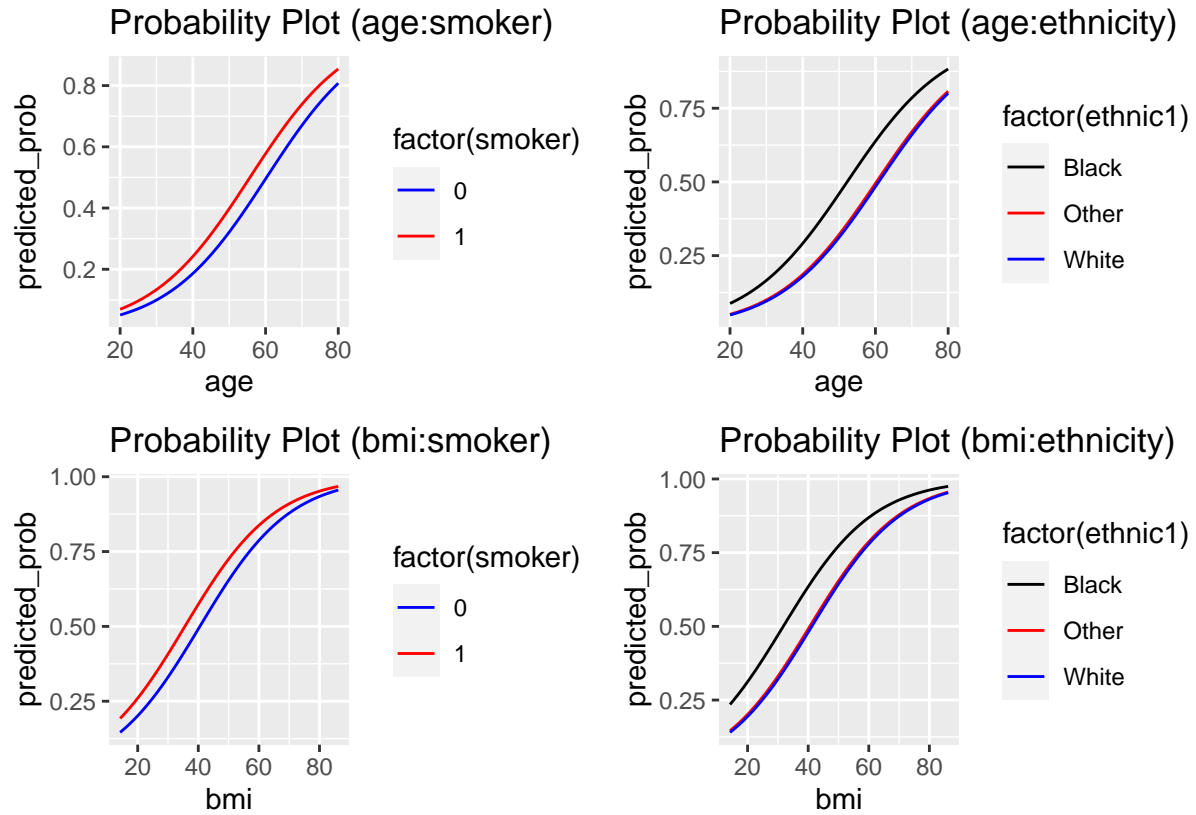 Probability Plot (age:smoker)
predicted_prob
0.8
0.6
0.4
0.2
20 40 60 80
age
factor(smoker)
0
1
Probability Plot (age:ethnicity)
predicted_prob
0.75
0.50
0.25
20 40 60 80
age
factor(ethnic1)
Black
Other
White
Probability Plot (bmi:smoker)
predicted_prob
1.00
0.75
0.50
0.25
20 40 60 80
bmi
factor(smoker)
0
1
Probability Plot (bmi:ethnicity)
predicted_prob
1.00
0.75
0.50
0.25
20 40 60 80
bmi
factor(ethnic1)
Black
Other
White